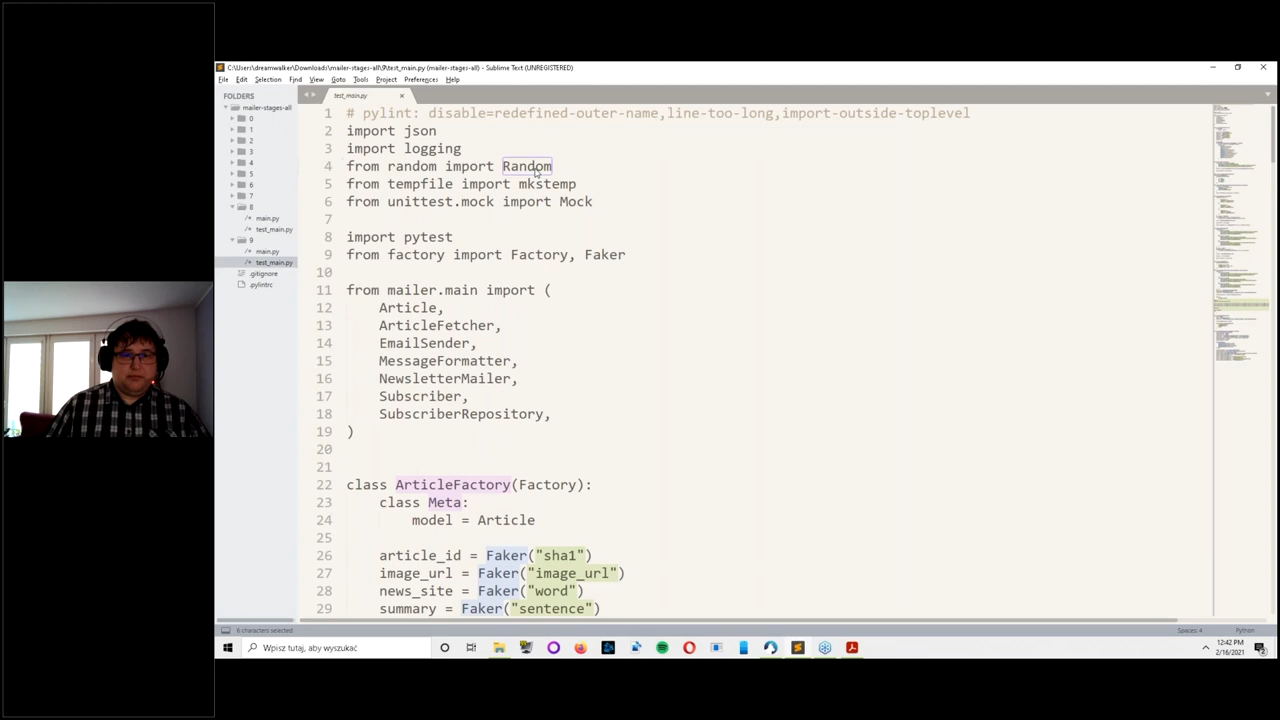 C:\Users\dreamwalker\Downloads\mailer-stages-all\9\test_main.py (mailer-stages-all) - Sublime Text (UNREGISTERED)
File Edit Selection Find View Goto Tools Project Preferences Help
FOLDERS
mailer-stages-all
0
1
2
3
4
5
6
7
8
main.py
test_main.py
9
main.py
test_main.py
.gitignore
.pylintrc
test_main.py
1 # pylint: disable=redefined-outer-name,line-too-long,import-outside-toplevel
2 import json
3 import logging
4 from random import Random
5 from tempfile import mkstemp
6 from unittest.mock import Mock
7
8 import pytest
9 from factory import Factory, Faker
10
11 from mailer.main import (
12 Article,
13 ArticleFetcher,
14 EmailSender,
15 MessageFormatter,
16 NewsletterMailer,
17 Subscriber,
18 SubscriberRepository,
19 )
20
21
22 class ArticleFactory(Factory):
23 class Meta:
24 model = Article
25
26 article_id = Faker("sha1")
27 image_url = Faker("image_url")
28 news_site = Faker("word")
29 summary = Faker("sentence")
6 characters selected
Spaces: 4
Python
Wpisz tutaj, aby wyszukać
12:42 PM
2/16/2021